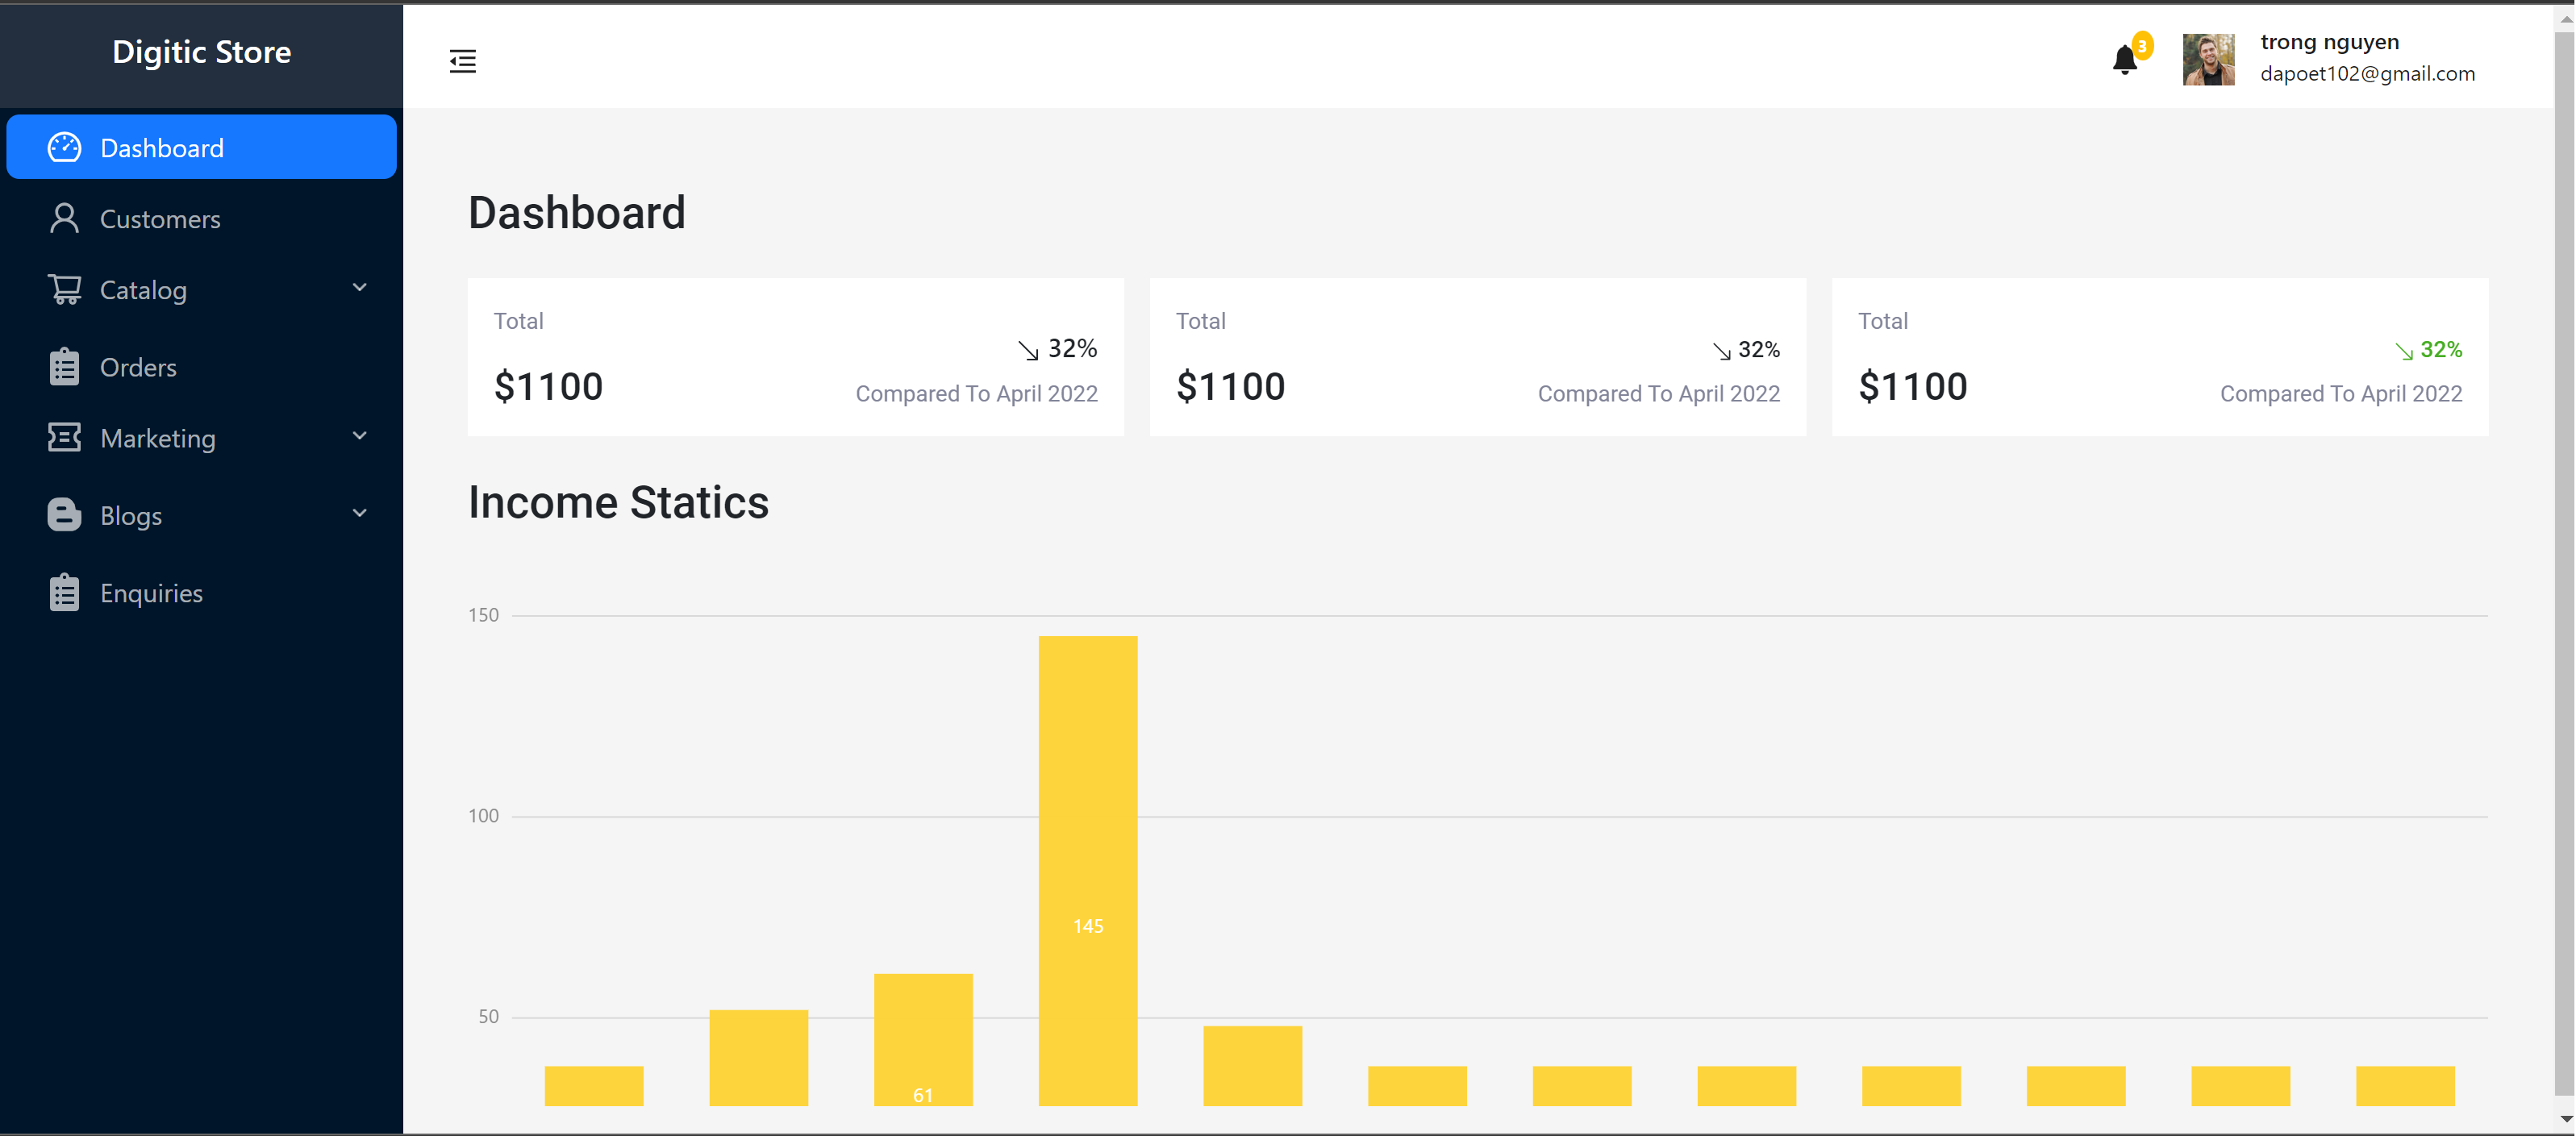 Digitic Store
3
trong nguyen
dapoet102@gmail.com
Dashboard
Customers
Catalog
Orders
Marketing
Blogs
Enquiries
Dashboard
Total
32%
$1100
Compared To April 2022
Total
32%
$1100
Compared To April 2022
Total
32%
$1100
Compared To April 2022
Income Statics
150
100
145
50
61